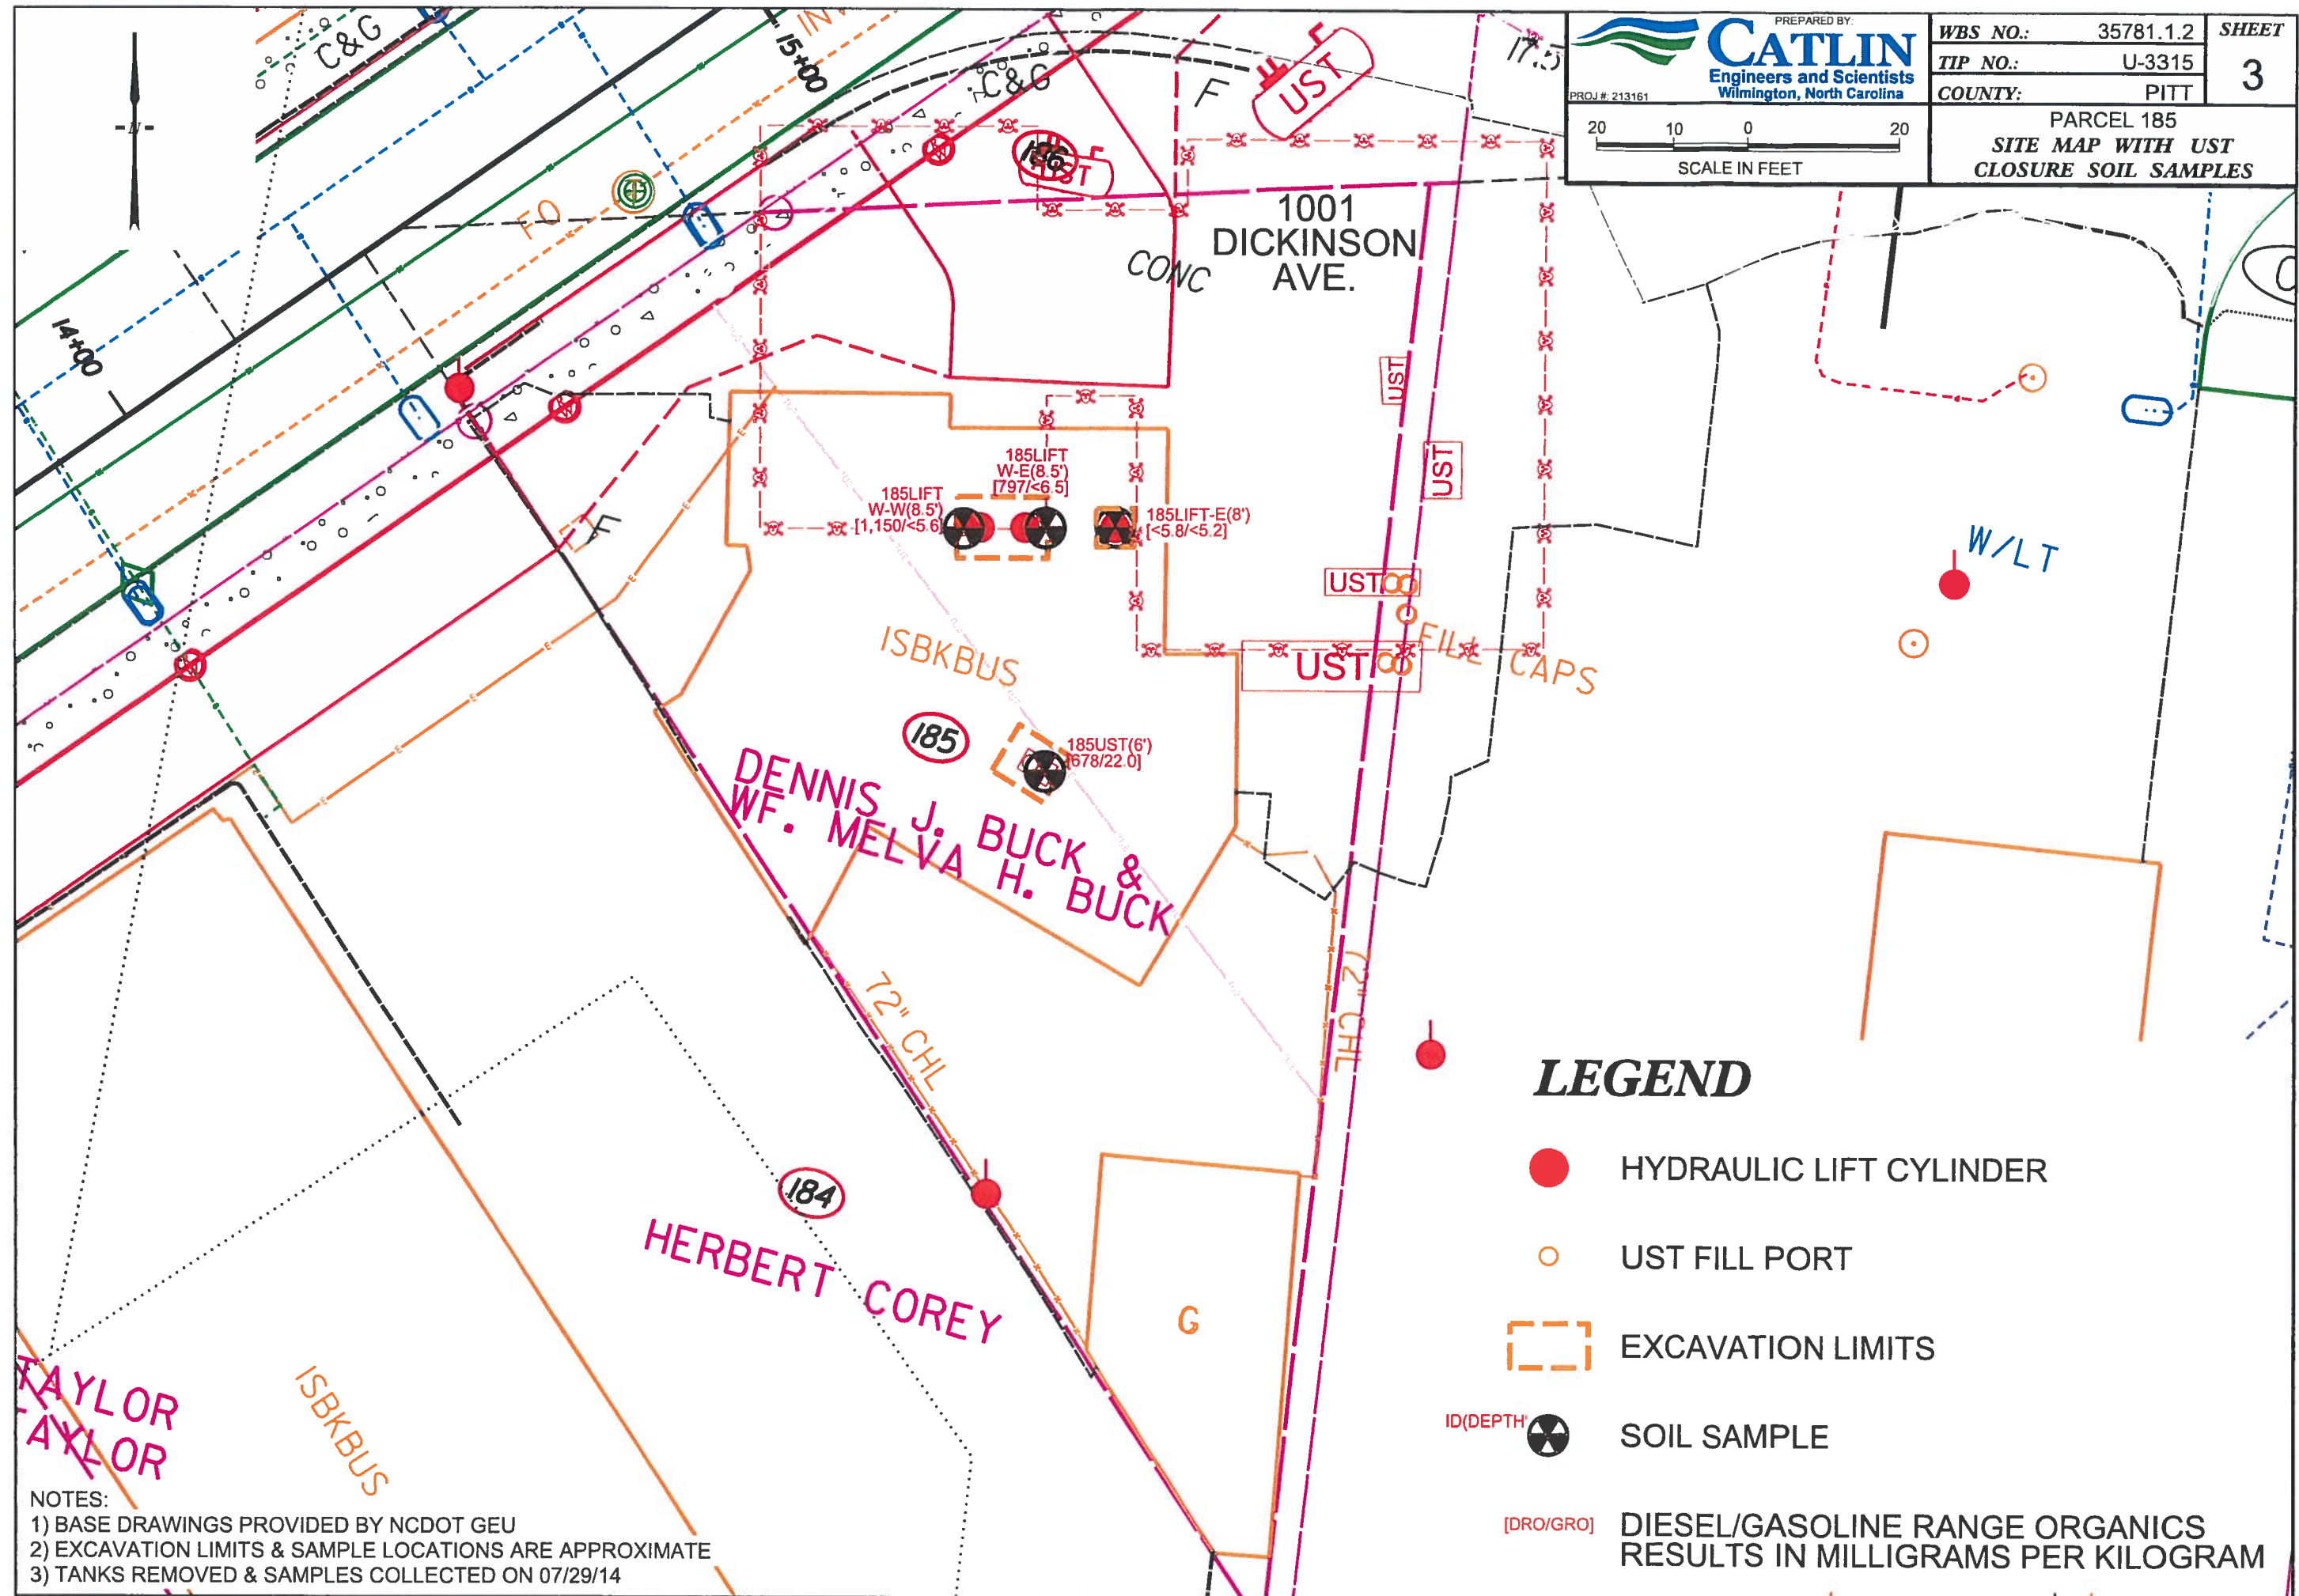 PREPARED BY:
CATLIN
Engineers and Scientists
Wilmington, North Carolina
PROJ #: 213161
WBS NO.: 35781.1.2
TIP NO.: U-3315
COUNTY: PITT
SHEET
3
20 10 0 20
SCALE IN FEET
PARCEL 185
SITE MAP WITH UST
CLOSURE SOIL SAMPLES
N
C&G
15+00
C&G
F
UST
UST
FO
14+00
1001
DICKINSON
AVE.
CONC
UST
UST
185LIFT
W-E(8.5')
[797/<6.5]
185LIFT
W-W(8.5')
[1,150/<5.6]
185LIFT-E(8')
[<5.8/<5.2]
F
W/LT
UST
FILL CAPS
UST
ISBKBUS
185
185UST(6')
[678/22.0]
DENNIS J. BUCK &
WF. MELVA H. BUCK
72" CHL
72" CHL
184
HERBERT COREY
G
TAYLOR
TAYLOR
ISBKBUS
LEGEND
HYDRAULIC LIFT CYLINDER
UST FILL PORT
EXCAVATION LIMITS
ID(DEPTH'
SOIL SAMPLE
[DRO/GRO]
DIESEL/GASOLINE RANGE ORGANICS
RESULTS IN MILLIGRAMS PER KILOGRAM
NOTES:
1) BASE DRAWINGS PROVIDED BY NCDOT GEU
2) EXCAVATION LIMITS & SAMPLE LOCATIONS ARE APPROXIMATE
3) TANKS REMOVED & SAMPLES COLLECTED ON 07/29/14